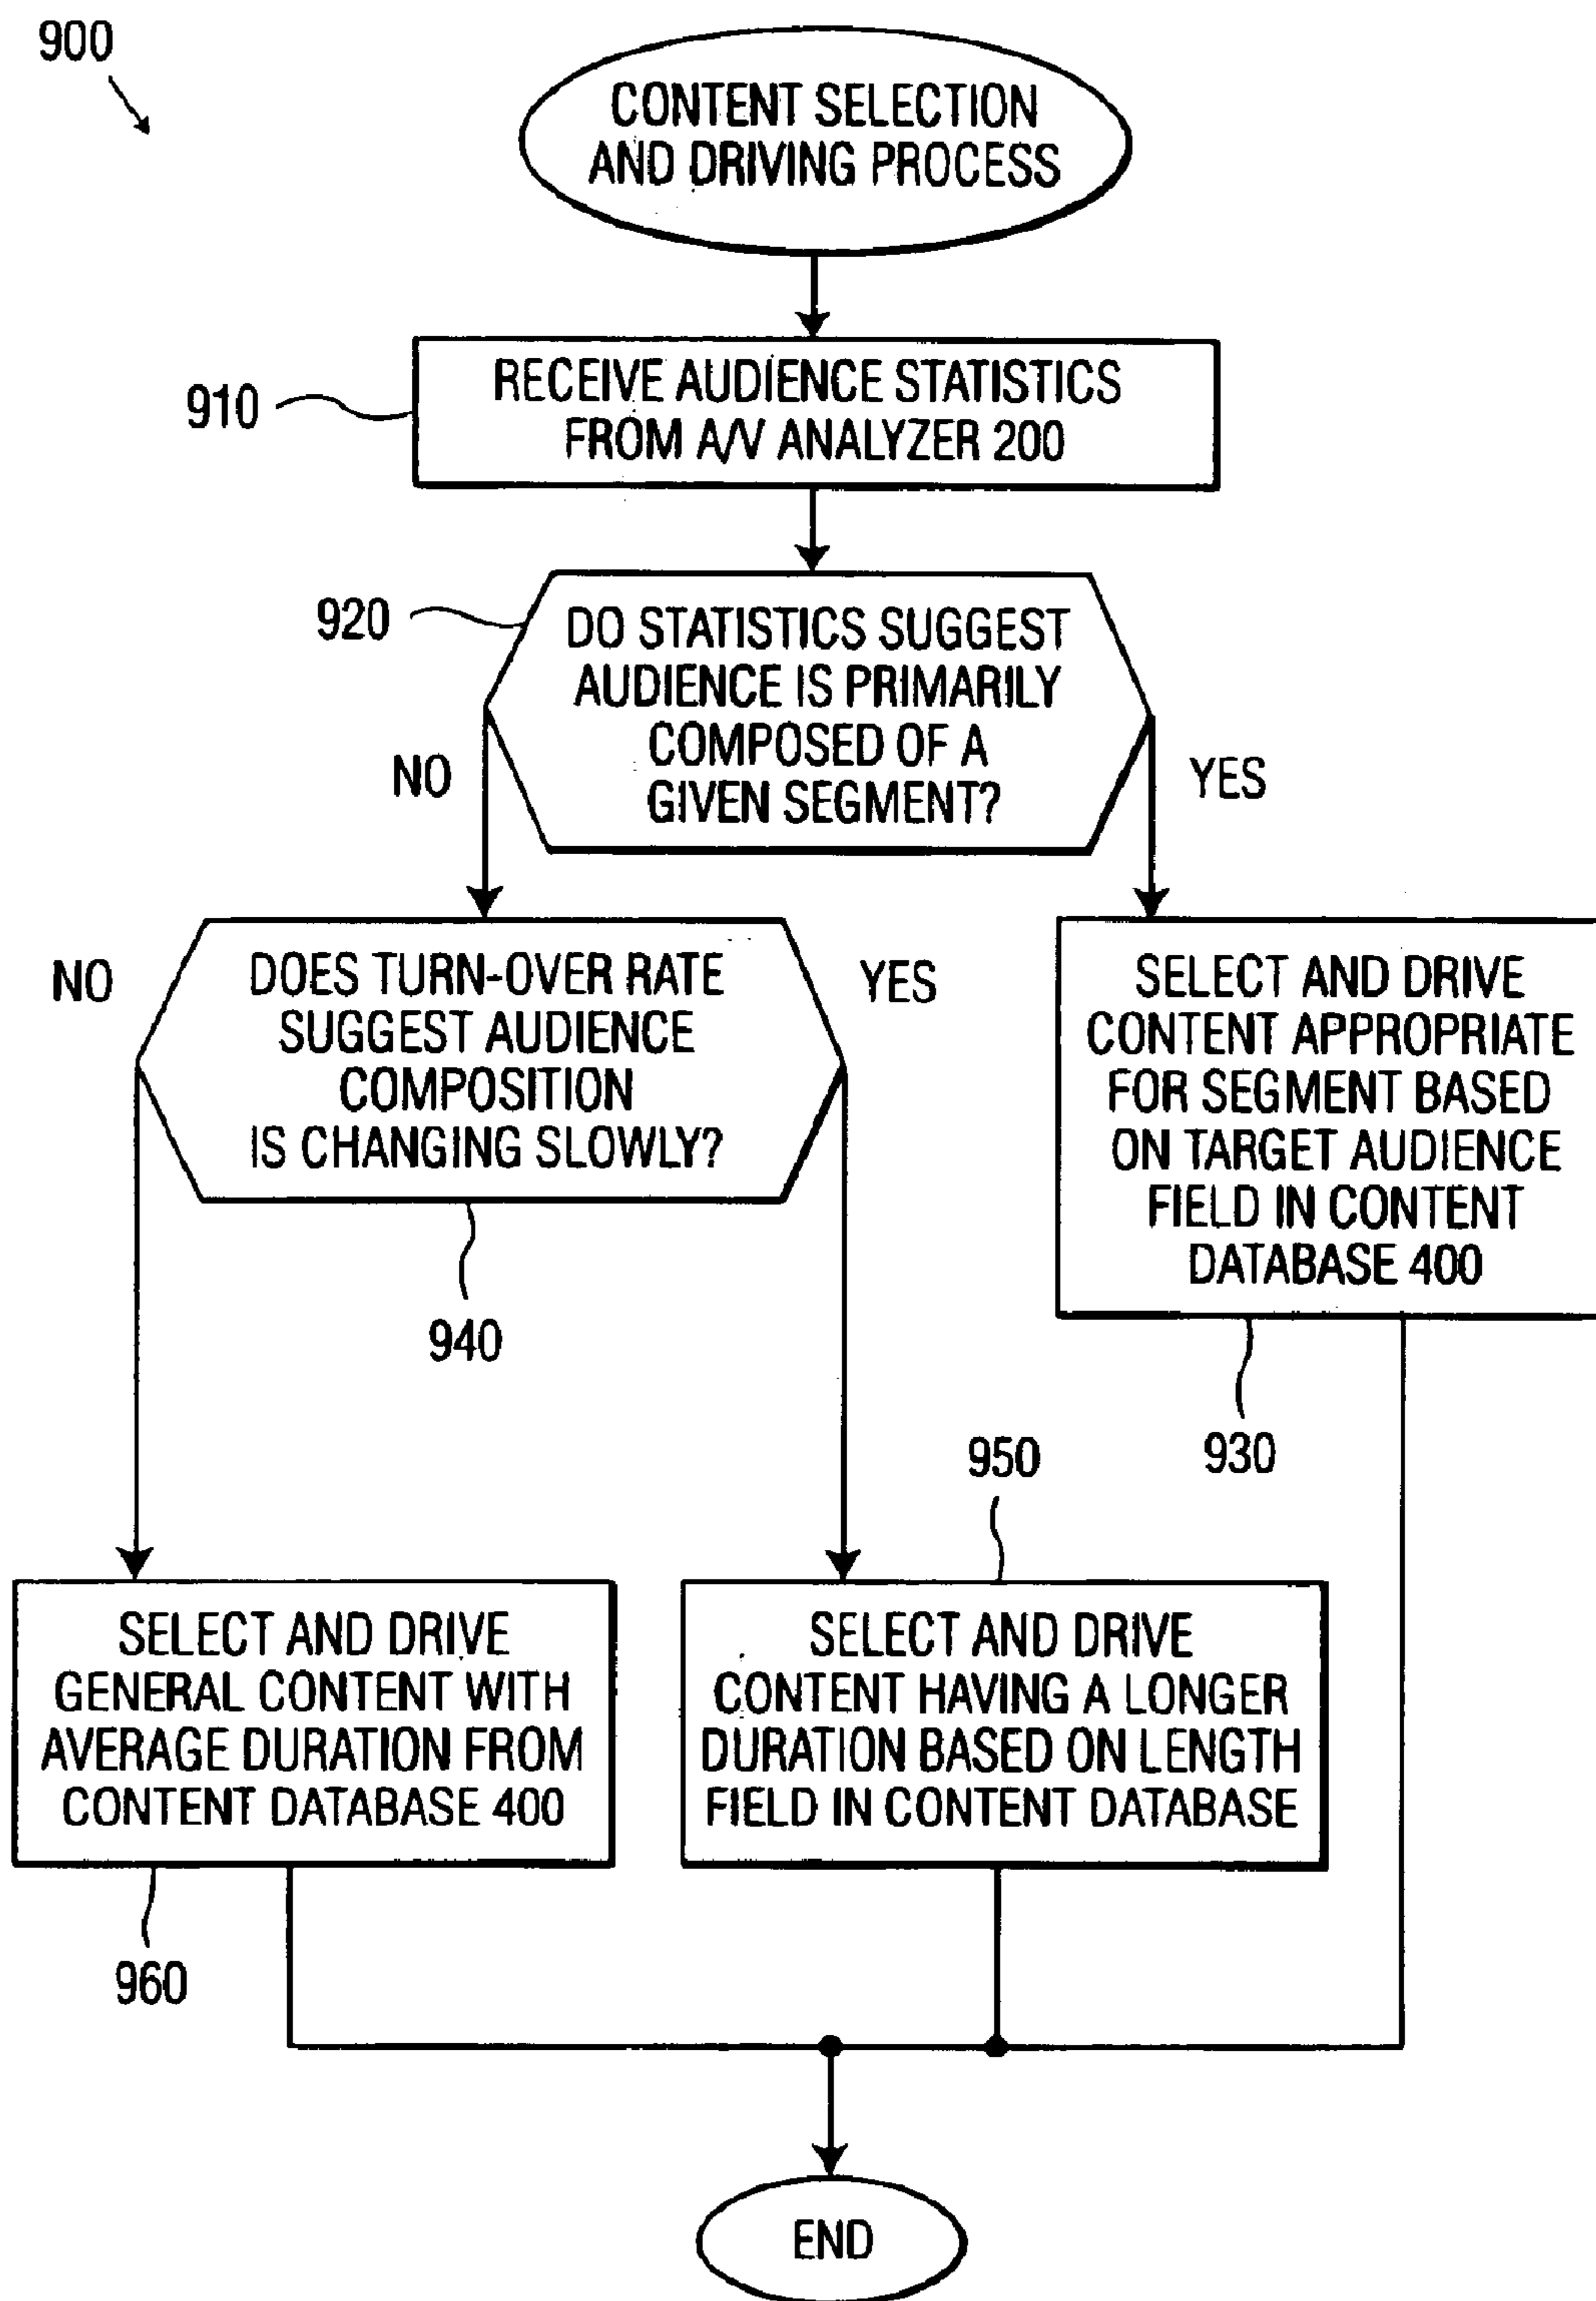 900
CONTENT SELECTION
AND DRIVING PROCESS
910
RECEIVE AUDIENCE STATISTICS
FROM A/V ANALYZER 200
920
DO STATISTICS SUGGEST
AUDIENCE IS PRIMARILY
COMPOSED OF A
GIVEN SEGMENT?
NO
YES
NO
DOES TURN-OVER RATE
SUGGEST AUDIENCE
COMPOSITION
IS CHANGING SLOWLY?
YES
940
SELECT AND DRIVE
CONTENT APPROPRIATE
FOR SEGMENT BASED
ON TARGET AUDIENCE
FIELD IN CONTENT
DATABASE 400
930
950
SELECT AND DRIVE
GENERAL CONTENT WITH
AVERAGE DURATION FROM
CONTENT DATABASE 400
960
SELECT AND DRIVE
CONTENT HAVING A LONGER
DURATION BASED ON LENGTH
FIELD IN CONTENT DATABASE
END